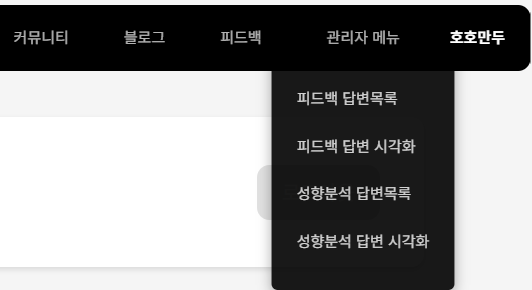 커뮤니티 블로그 피드백 관리자 메뉴 호호만두
피드백 답변목록
피드백 답변 시각화
성향분석 답변목록
성향분석 답변 시각화